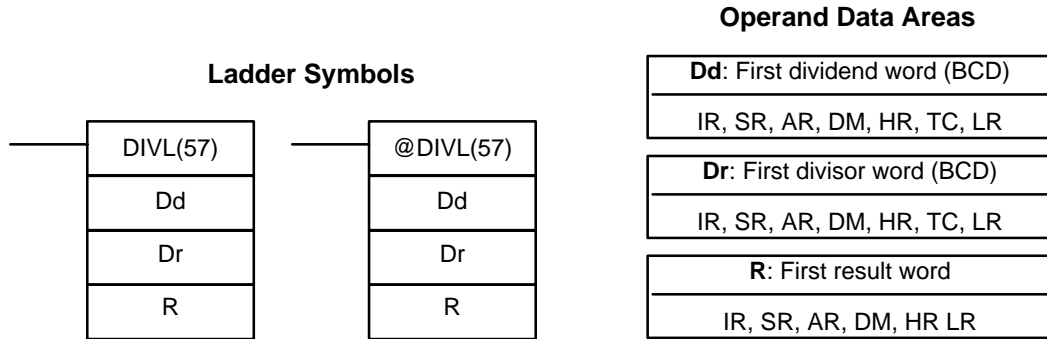 Ladder Symbols
DIVL(57)
Dd
Dr
R
@DIVL(57)
Dd
Dr
R
Operand Data Areas
Dd: First dividend word (BCD)
IR, SR, AR, DM, HR, TC, LR
Dr: First divisor word (BCD)
IR, SR, AR, DM, HR, TC, LR
R: First result word
IR, SR, AR, DM, HR LR